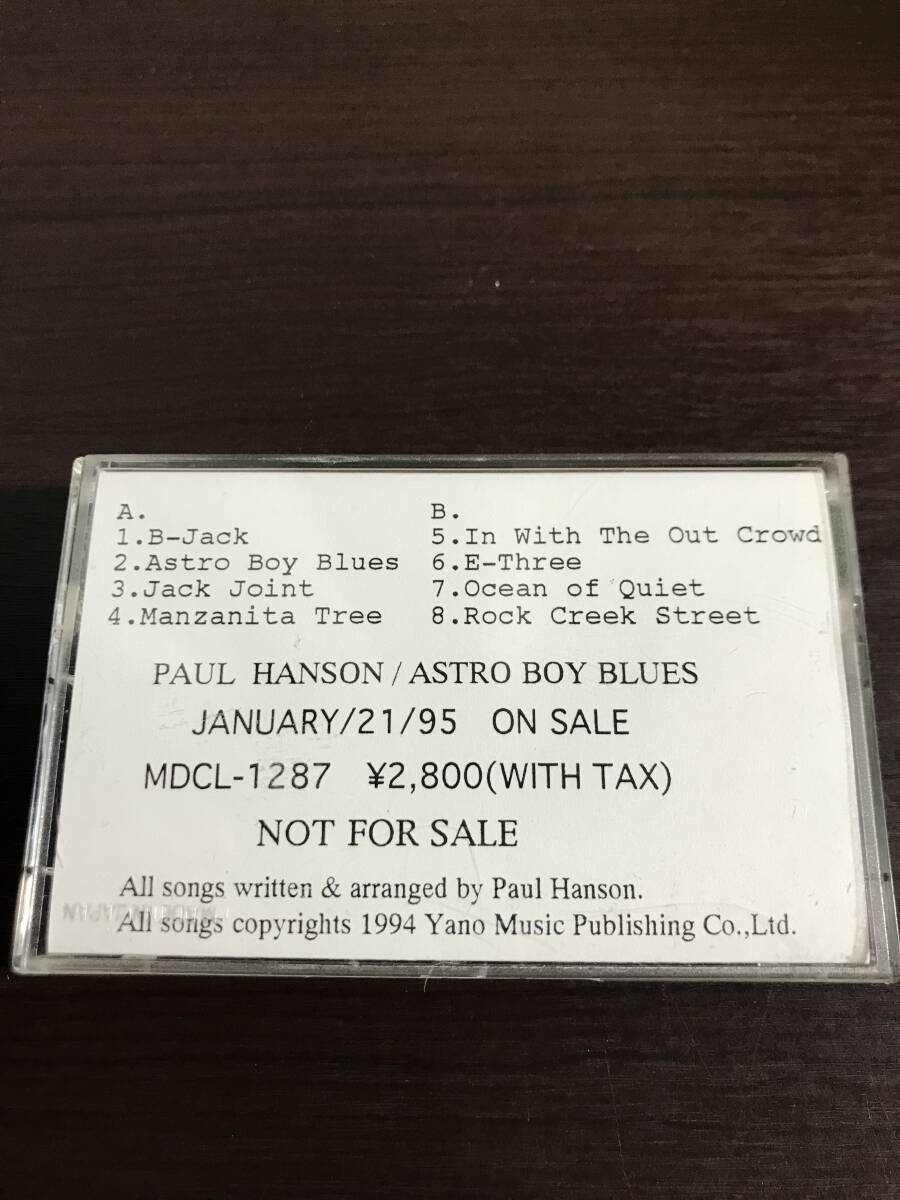 A.
1.B-Jack
2.Astro Boy Blues
3.Jack Joint
4.Manzanita Tree
B.
5.In With The Out Crowd
6.E-Three
7.Ocean of Quiet
8.Rock Creek Street
PAUL HANSON / ASTRO BOY BLUES
JANUARY/21/95 ON SALE
MDCL-1287 ¥2,800(WITH TAX)
NOT FOR SALE
All songs written & arranged by Paul Hanson.
All songs copyrights 1994 Yano Music Publishing Co.,Ltd.
MADE IN JAPAN